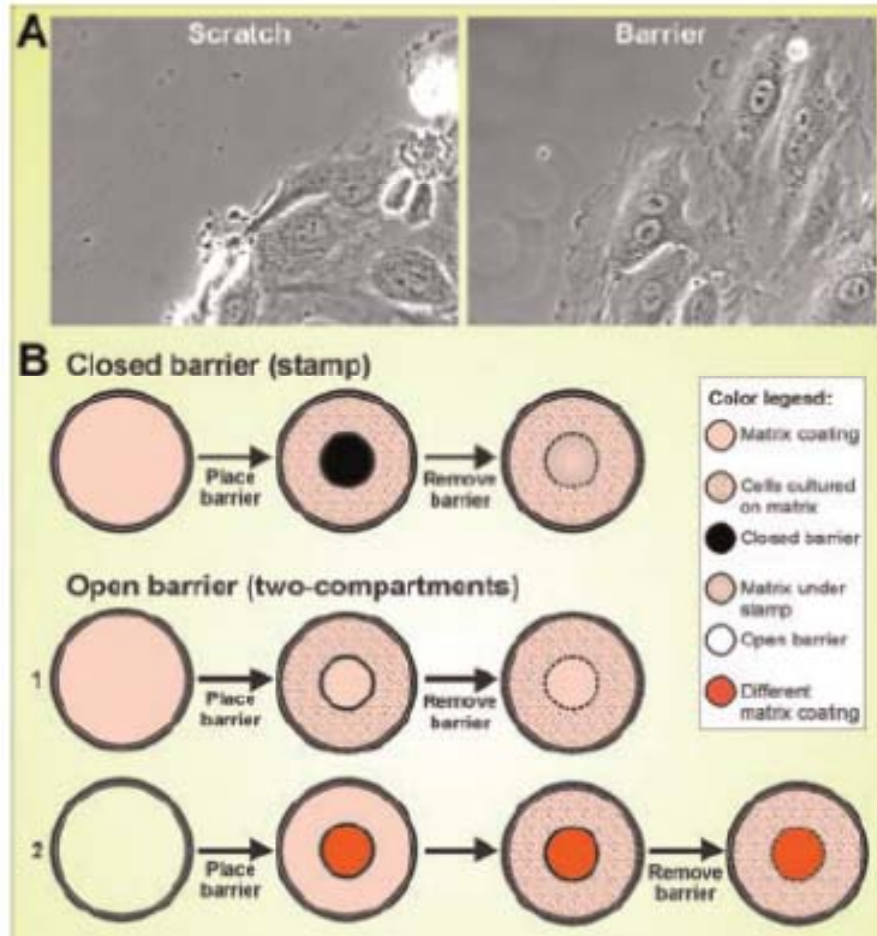 A
Scratch
Barrier
B
Closed barrier (stamp)
Place
barrier
Remove
barrier
Open barrier (two-compartments)
1
Place
barrier
Remove
barrier
2
Place
barrier
Remove
barrier
Color legend:
Matrix coating
Cells cultured
on matrix
Closed barrier
Matrix under
stamp
Open barrier
Different
matrix coating